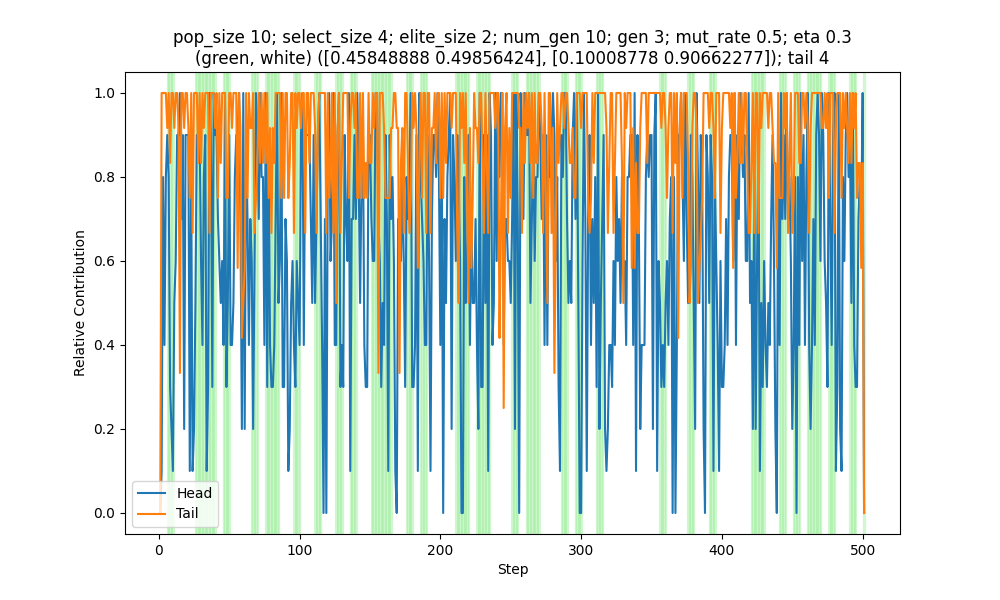 pop_size 10; select_size 4; elite_size 2; num_gen 10; gen 3; mut_rate 0.5; eta 0.3
(green, white) ([0.45848888 0.49856424], [0.10008778 0.90662277]); tail 4
1.0
0.8
0.6
0.4
0.2
0.0
Relative Contribution
Head
Tail
0
100
200
300
400
500
Step